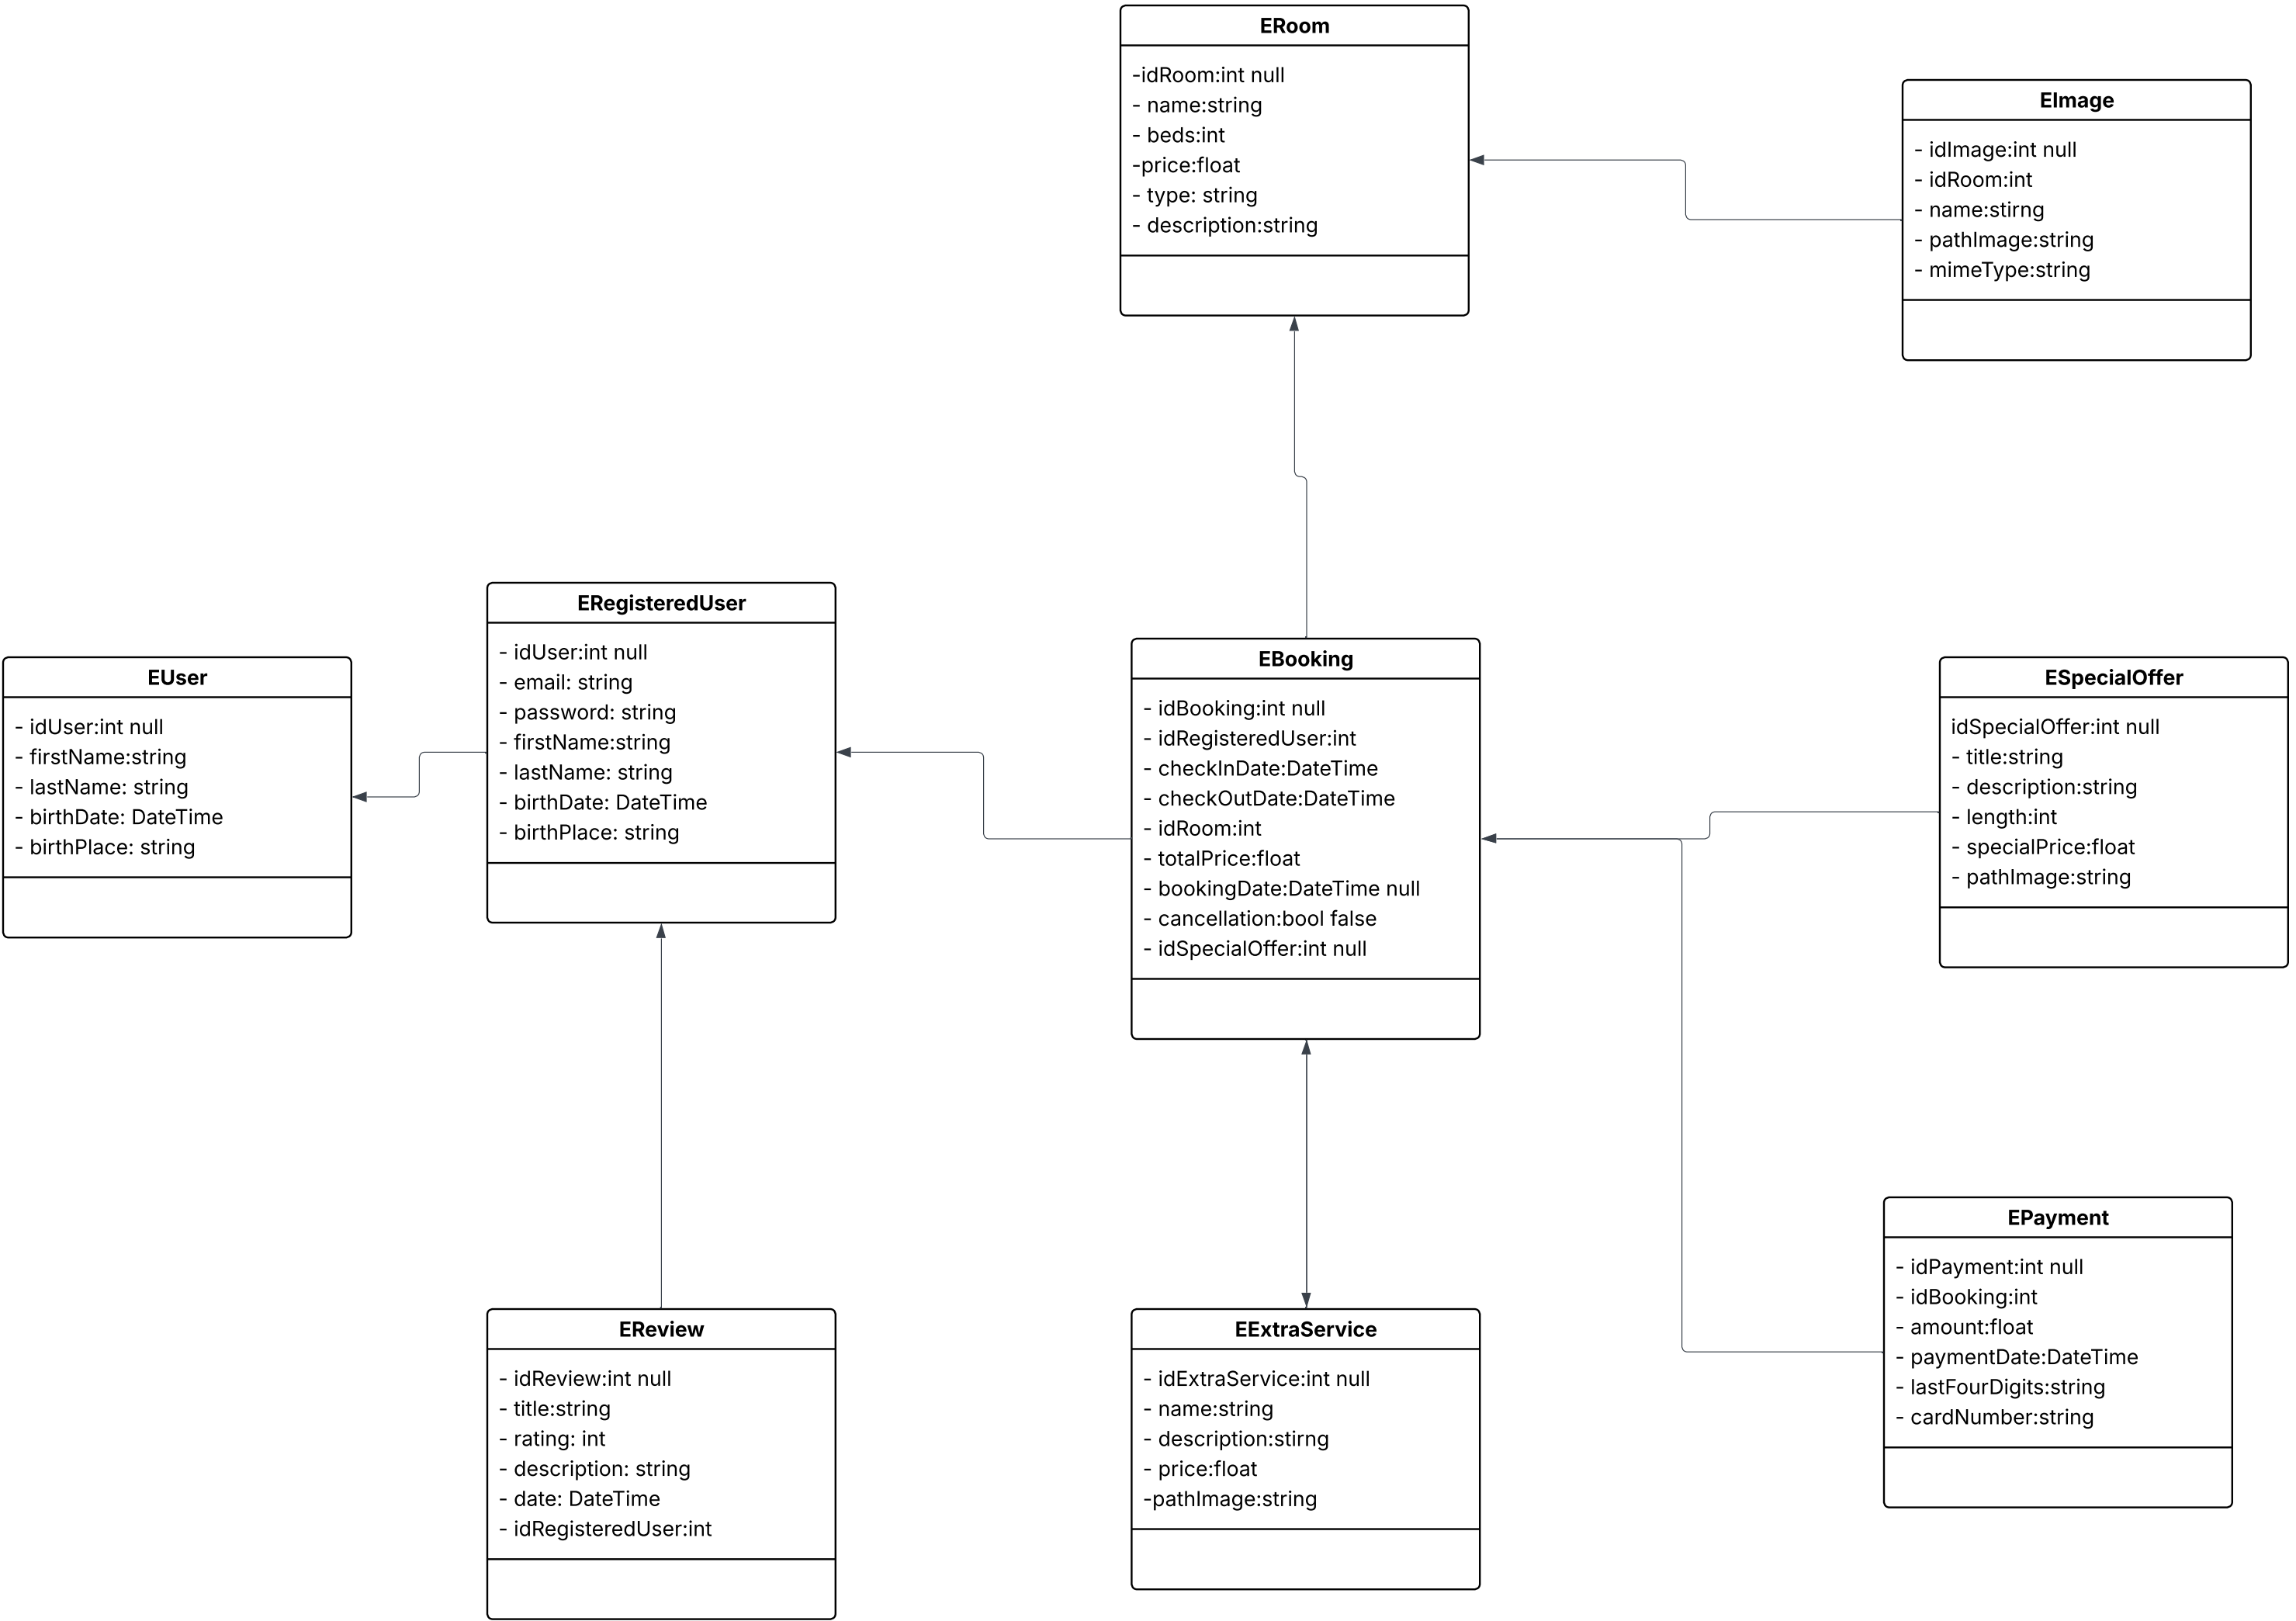 ERoom
-idRoom:int null
- name:string
- beds:int
-price:float
- type: string
- description:string
EImage
- idImage:int null
- idRoom:int
- name:stirng
- pathImage:string
- mimeType:string
ERegisteredUser
- idUser:int null
- email: string
- password: string
- firstName:string
- lastName: string
- birthDate: DateTime
- birthPlace: string
EUser
- idUser:int null
- firstName:string
- lastName: string
- birthDate: DateTime
- birthPlace: string
EBooking
- idBooking:int null
- idRegisteredUser:int
- checkInDate:DateTime
- checkOutDate:DateTime
- idRoom:int
- totalPrice:float
- bookingDate:DateTime null
- cancellation:bool false
- idSpecialOffer:int null
ESpecialOffer
idSpecialOffer:int null
- title:string
- description:string
- length:int
- specialPrice:float
- pathImage:string
EReview
- idReview:int null
- title:string
- rating: int
- description: string
- date: DateTime
- idRegisteredUser:int
EExtraService
- idExtraService:int null
- name:string
- description:stirng
- price:float
-pathImage:string
EPayment
- idPayment:int null
- idBooking:int
- amount:float
- paymentDate:DateTime
- lastFourDigits:string
- cardNumber:string